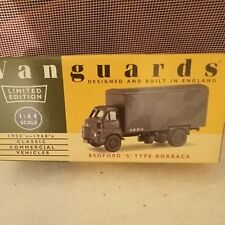 Vanguards
DESIGNED AND BUILT IN ENGLAND
LIMITED
EDITION
1:64
SCALE
1950's-1960's
CLASSIC
COMMERCIAL
VEHICLES
BEDFORD 'S' TYPE BOXBACK